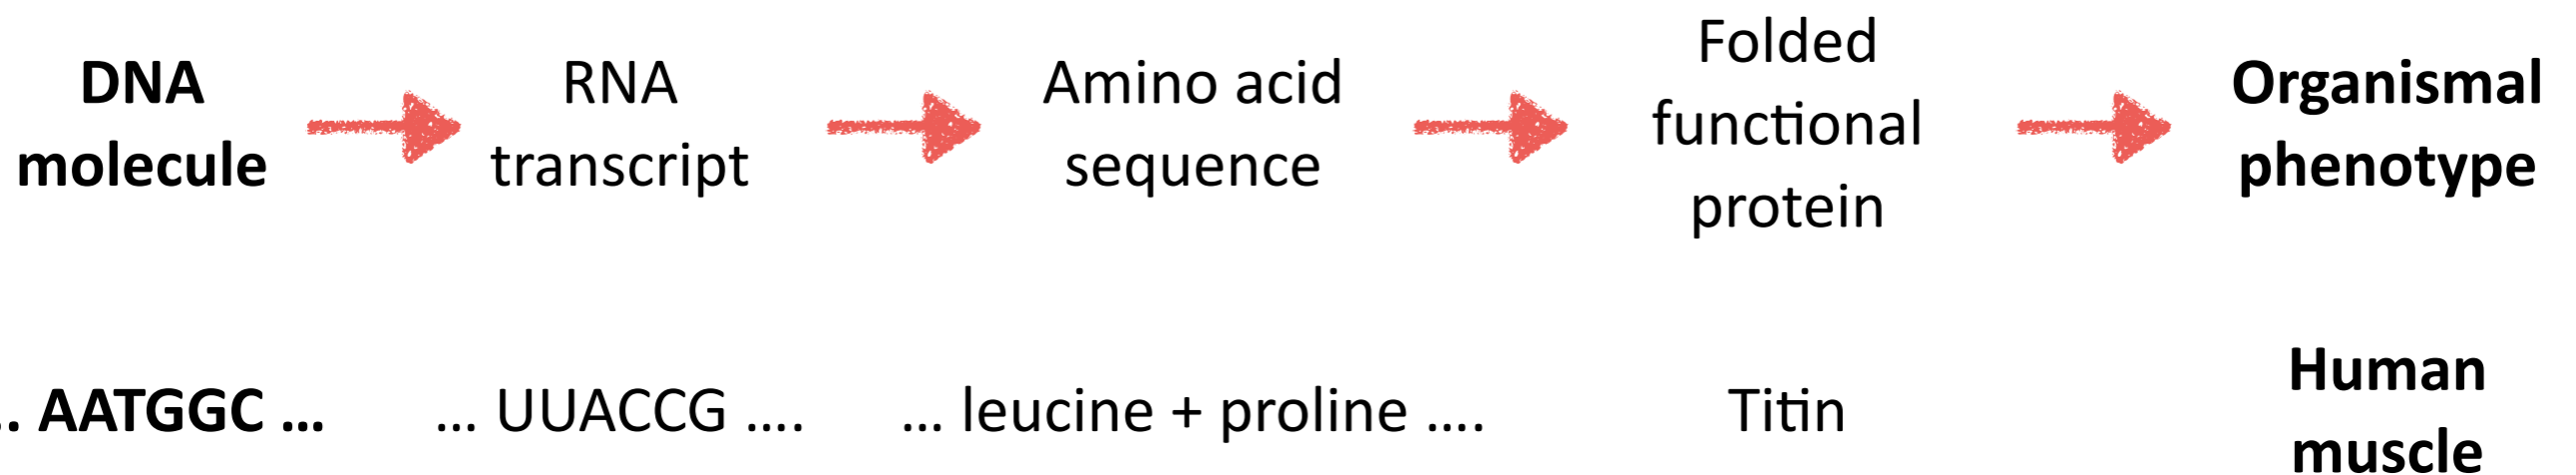 DNA
molecule
RNA
transcript
Amino acid
sequence
Folded
functional
protein
Organismal
phenotype
.. AATGGC ...
... UUACCG ....
... leucine + proline ....
Titin
Human
muscle